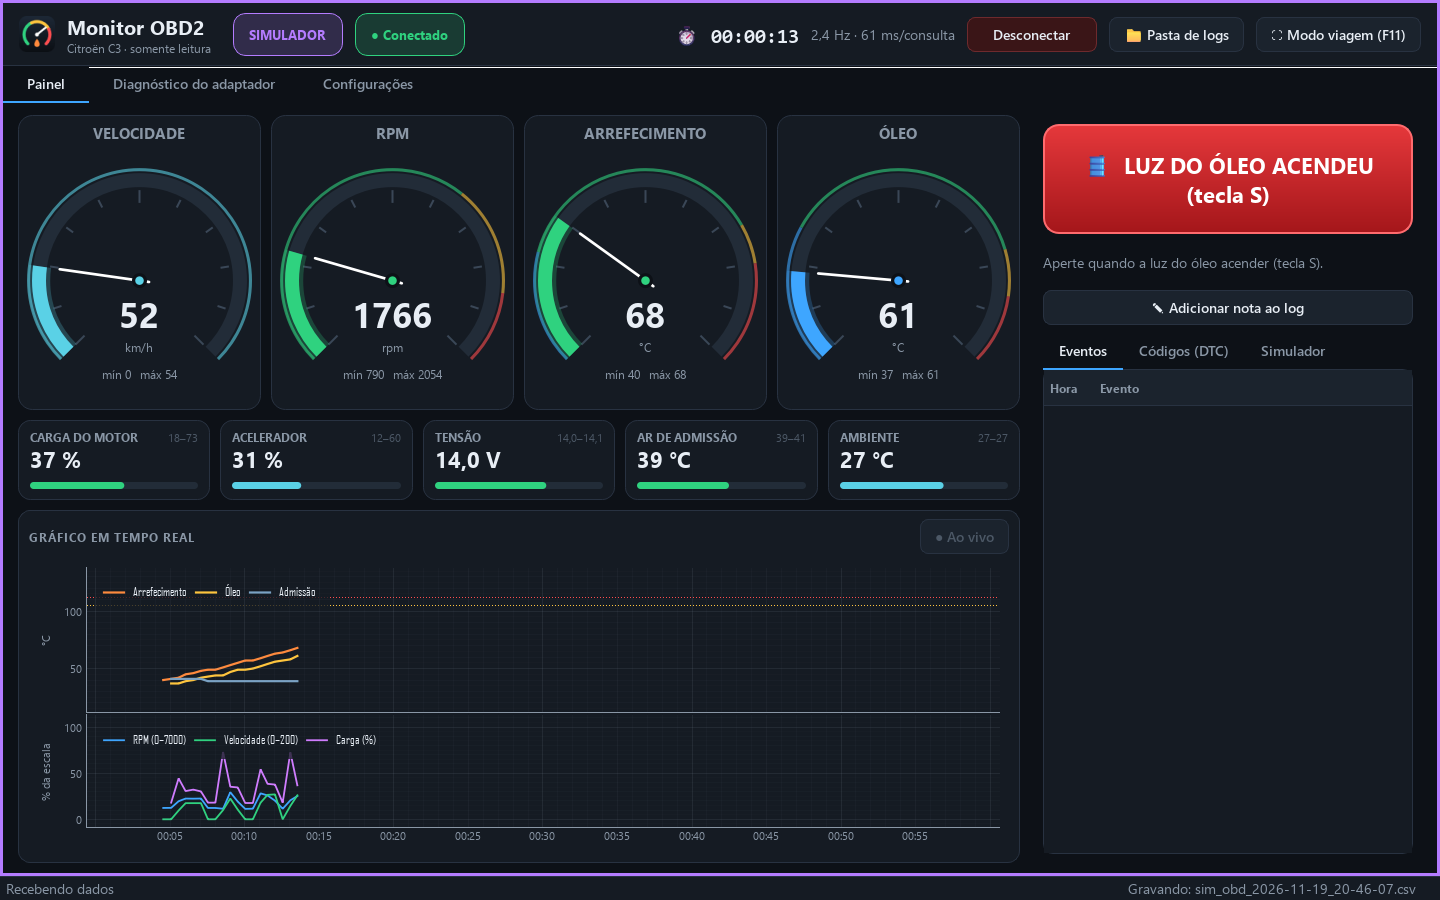 Monitor OBD2
Citroën C3 · somente leitura
SIMULADOR
● Conectado
00:00:13
2,4 Hz · 61 ms/consulta
Desconectar
Pasta de logs
Modo viagem (F11)
Painel
Diagnóstico do adaptador
Configurações
VELOCIDADE
52
km/h
mín 0 máx 54
RPM
1766
rpm
mín 790 máx 2054
ARREFECIMENTO
68
°C
mín 40 máx 68
ÓLEO
61
°C
mín 37 máx 61
LUZ DO ÓLEO ACENDEU
(tecla S)
Aperte quando a luz do óleo acender (tecla S).
Adicionar nota ao log
Eventos
Códigos (DTC)
Simulador
Hora
Evento
CARGA DO MOTOR
18–73
37 %
ACELERADOR
12–60
31 %
TENSÃO
14,0–14,1
14,0 V
AR DE ADMISSÃO
39–41
39 °C
AMBIENTE
27–27
27 °C
GRÁFICO EM TEMPO REAL
● Ao vivo
Arrefecimento
Óleo
Admissão
100
50
°C
RPM (0–7000)
Velocidade (0–200)
Carga (%)
100
50
0
% da escala
00:05
00:10
00:15
00:20
00:25
00:30
00:35
00:40
00:45
00:50
00:55
Recebendo dados
Gravando: sim_obd_2026-11-19_20-46-07.csv